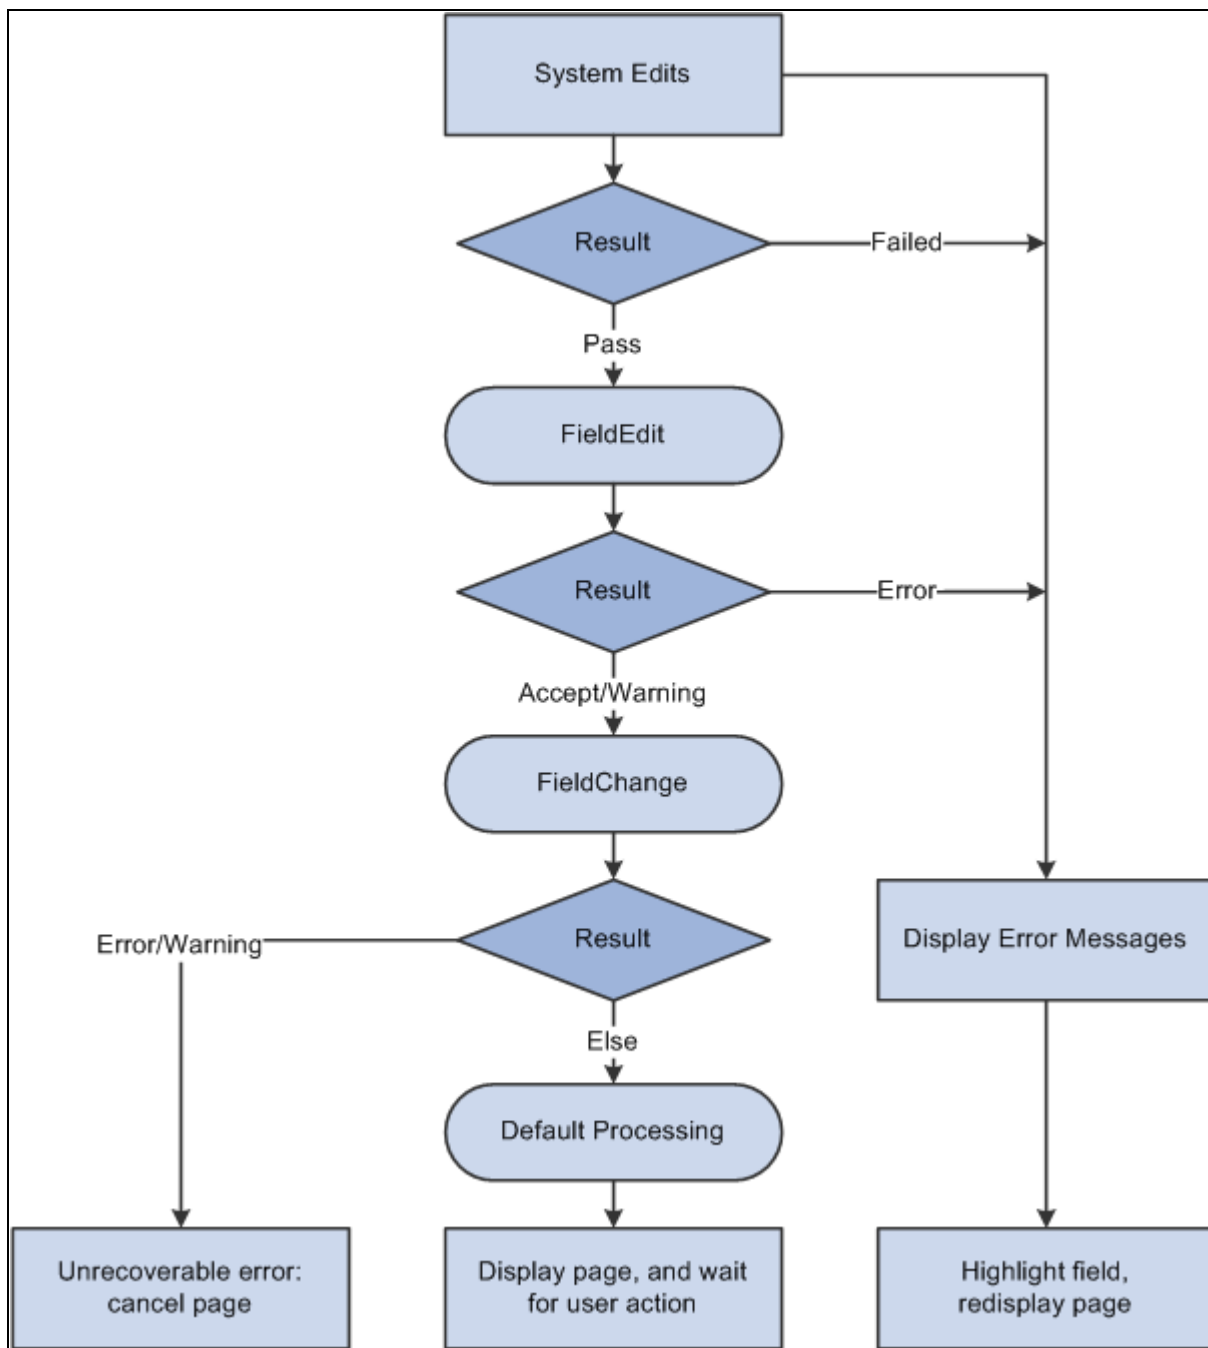 System Edits
Result
Failed
Pass
FieldEdit
Result
Error
Accept/Warning
FieldChange
Error/Warning
Result
Display Error Messages
Else
Default Processing
Unrecoverable error:
cancel page
Display page, and wait
for user action
Highlight field,
redisplay page